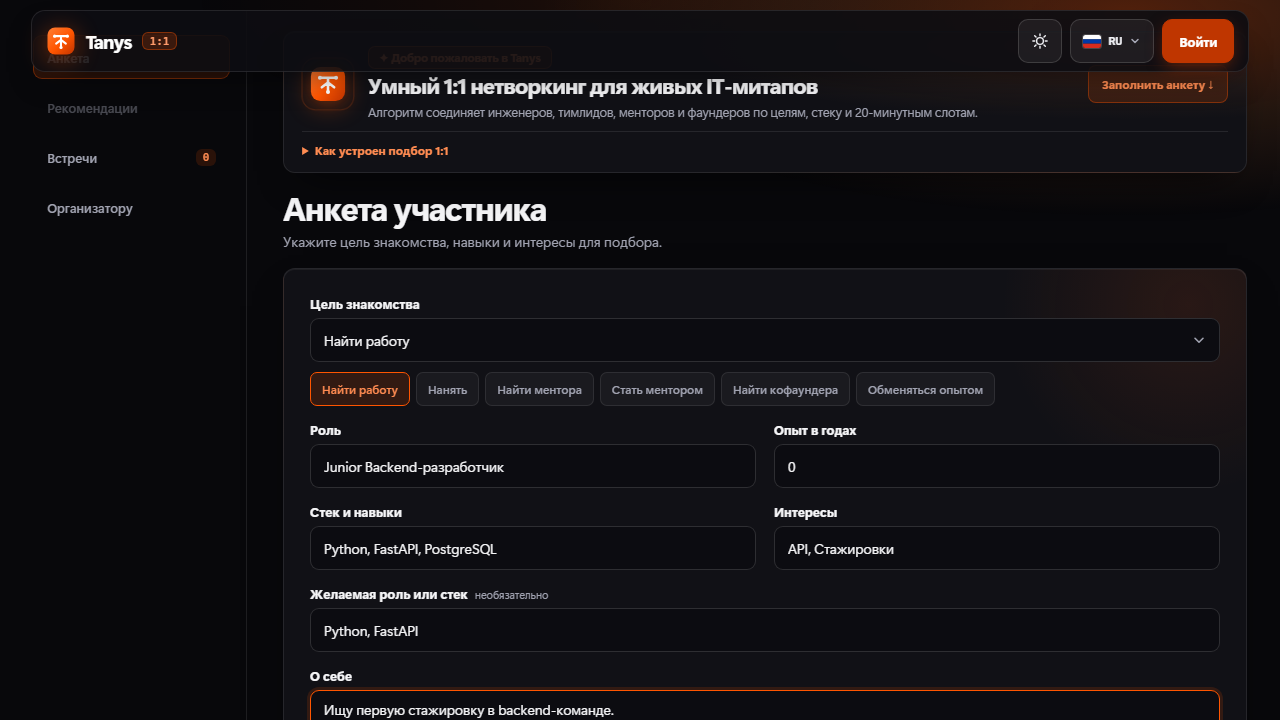 Tanys 1:1
RU
Войти
Анкета
Рекомендации
Встречи 0
Организатору
+ Добро пожаловать в Tanys
Умный 1:1 нетворкинг для живых IT-митапов
Алгоритм соединяет инженеров, тимлидов, менторов и фаундеров по целям, стеку и 20-минутным слотам.
Заполнить анкету ↓
Как устроен подбор 1:1
Анкета участника
Укажите цель знакомства, навыки и интересы для подбора.
Цель знакомства
Найти работу
Найти работу Нанять Найти ментора Стать ментором Найти кофаундера Обменяться опытом
Роль
Junior Backend-разработчик
Опыт в годах
0
Стек и навыки
Python, FastAPI, PostgreSQL
Интересы
API, Стажировки
Желаемая роль или стек необязательно
Python, FastAPI
О себе
Ищу первую стажировку в backend-команде.